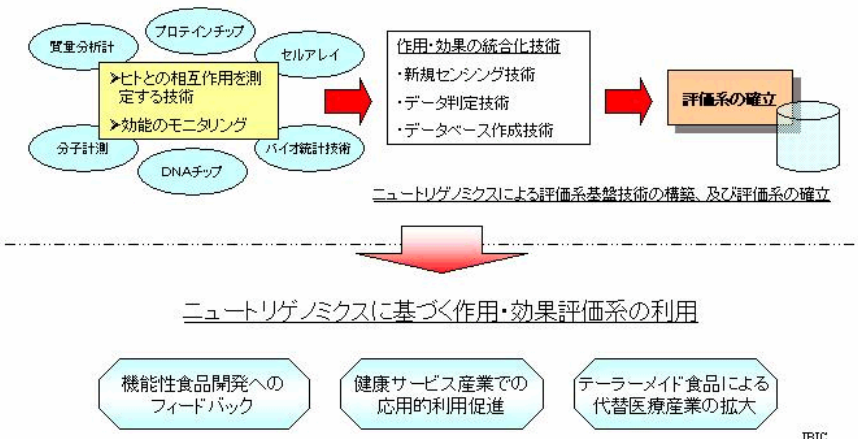 質量分析計
プロテインチップ
セルアレイ
➢ヒトとの相互作用を測
定する技術
➢効能のモニタリング
分子計測
DNAチップ
バイオ統計技術
作用・効果の統合化技術
・新規センシング技術
・データ判定技術
・データベース作成技術
評価系の確立
ニュートリゲノミクスによる評価系基盤技術の構築、及び評価系の確立
ニュートリゲノミクスに基づく作用・効果評価系の利用
機能性食品開発への
フィードバック
健康サービス産業での
応用的利用促進
テーラーメイド食品による
代替医療産業の拡大